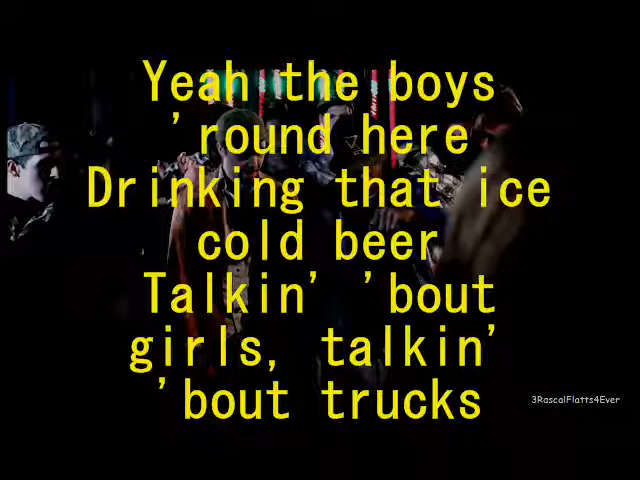 Yeah the boys
'round here
Drinking that ice
cold beer
Talkin' 'bout
girls, talkin'
'bout trucks
3RascalFlatts4Ever